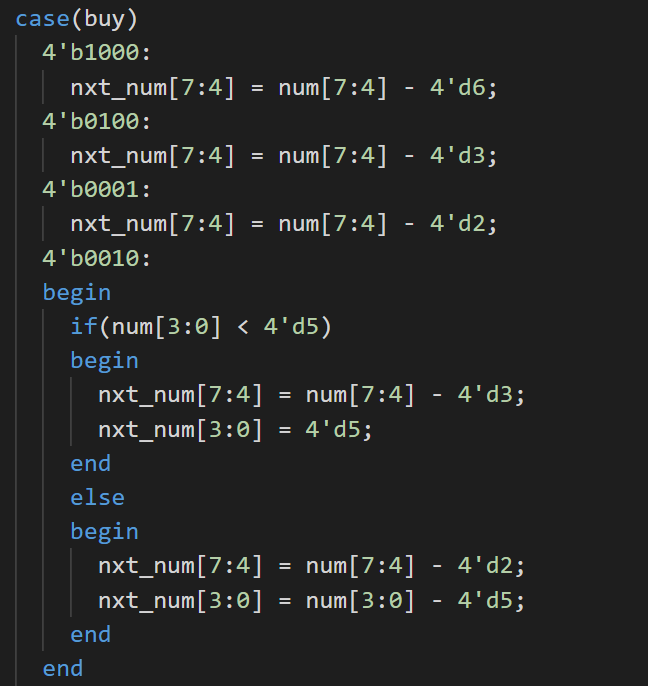 case(buy)
4'b1000:
nxt_num[7:4] = num[7:4] - 4'd6;
4'b0100:
nxt_num[7:4] = num[7:4] - 4'd3;
4'b0001:
nxt_num[7:4] = num[7:4] - 4'd2;
4'b0010:
begin
if(num[3:0] < 4'd5)
begin
nxt_num[7:4] = num[7:4] - 4'd3;
nxt_num[3:0] = 4'd5;
end
else
begin
nxt_num[7:4] = num[7:4] - 4'd2;
nxt_num[3:0] = num[3:0] - 4'd5;
end
end